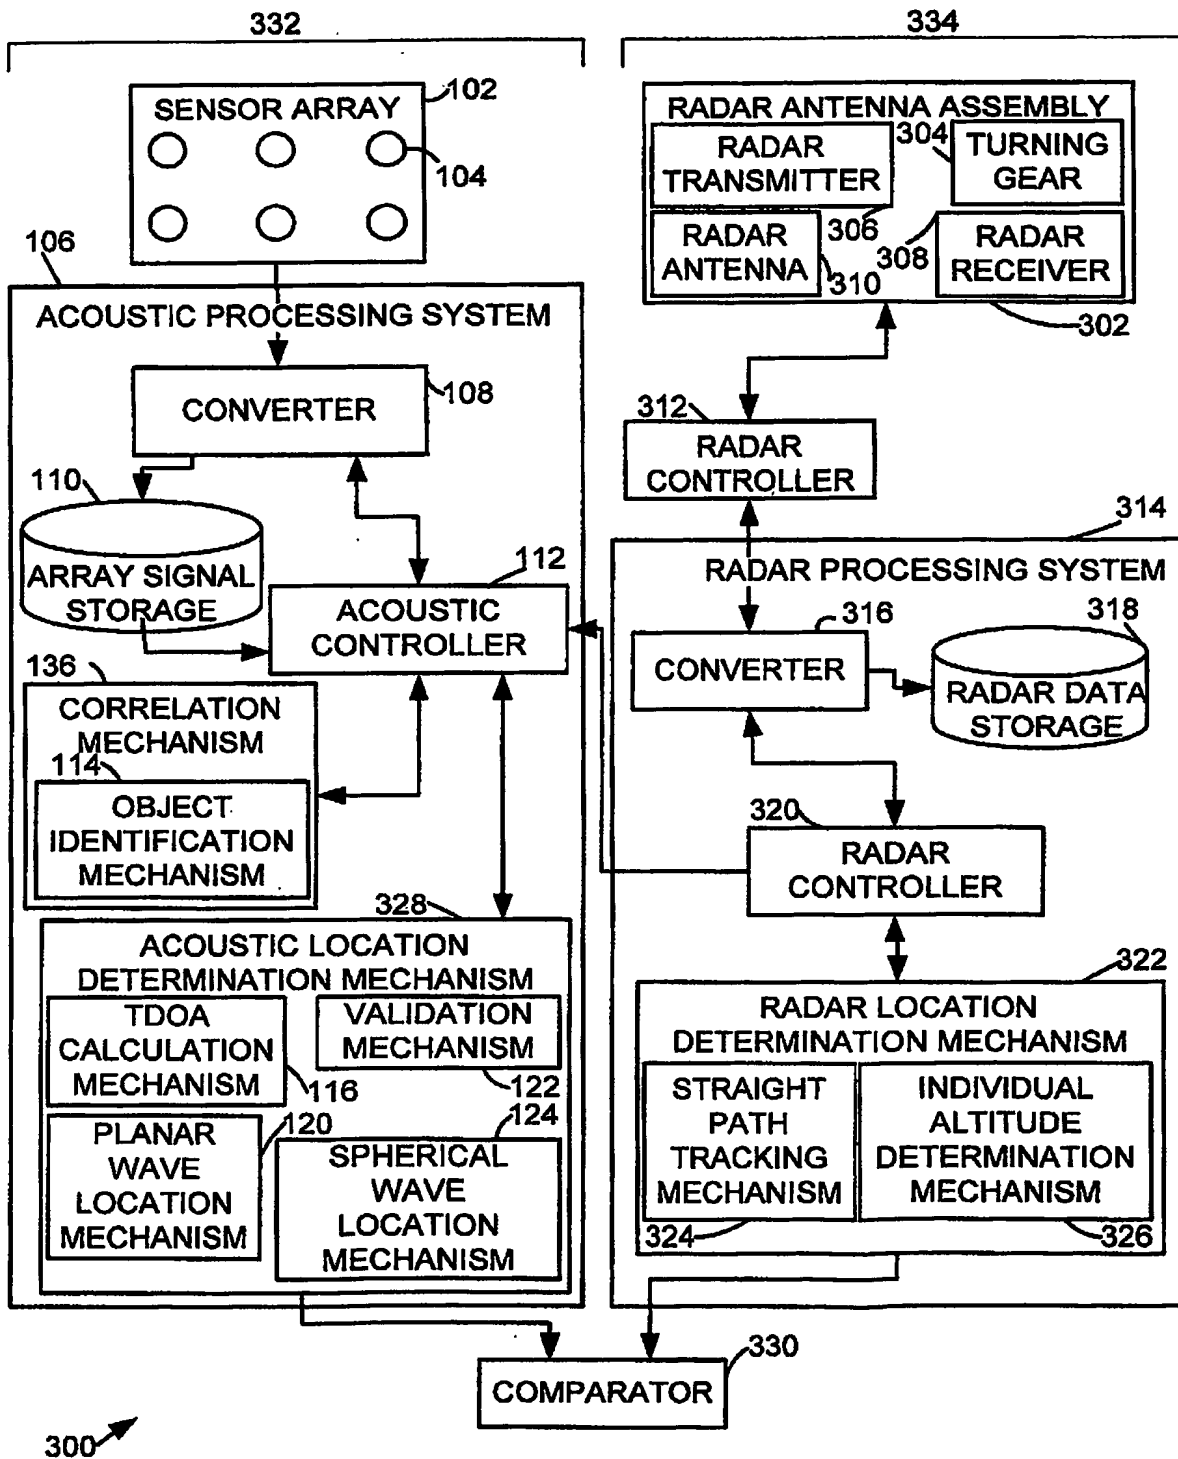 332
334
SENSOR ARRAY
102
104
RADAR ANTENNA ASSEMBLY
RADAR
TRANSMITTER
304
TURNING
GEAR
306
RADAR
ANTENNA
310
308
RADAR
RECEIVER
302
106
ACOUSTIC PROCESSING SYSTEM
CONVERTER
108
312
RADAR
CONTROLLER
110
ARRAY SIGNAL
STORAGE
112
ACOUSTIC
CONTROLLER
314
RADAR PROCESSING SYSTEM
316
CONVERTER
318
RADAR DATA
STORAGE
136
CORRELATION
MECHANISM
114
OBJECT
IDENTIFICATION
MECHANISM
320
RADAR
CONTROLLER
328
ACOUSTIC LOCATION
DETERMINATION MECHANISM
TDOA
CALCULATION
MECHANISM
116
VALIDATION
MECHANISM
122
120
PLANAR
WAVE
LOCATION
MECHANISM
124
SPHERICAL
WAVE
LOCATION
MECHANISM
322
RADAR LOCATION
DETERMINATION MECHANISM
STRAIGHT
PATH
TRACKING
MECHANISM
324
INDIVIDUAL
ALTITUDE
DETERMINATION
MECHANISM
326
COMPARATOR
330
300